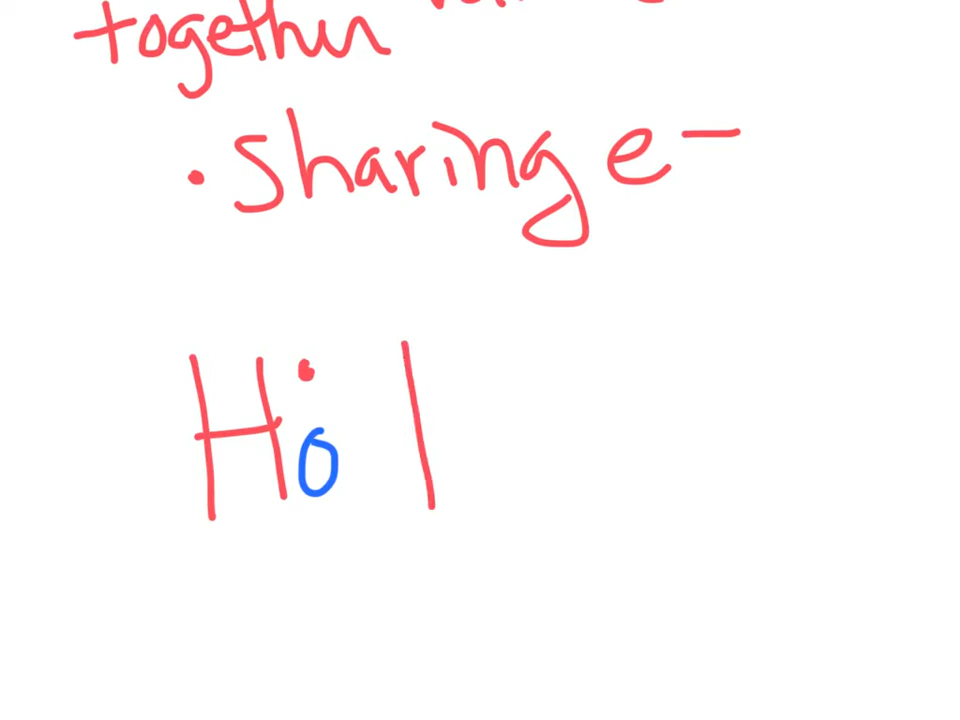 together
• sharing e⁻
H